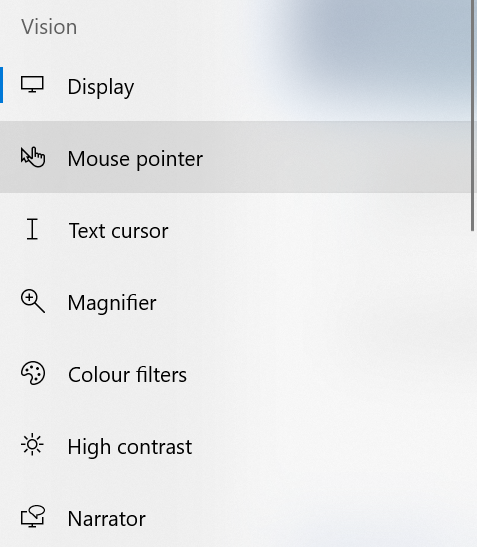 Vision
Display
Mouse pointer
Text cursor
Magnifier
Colour filters
High contrast
Narrator